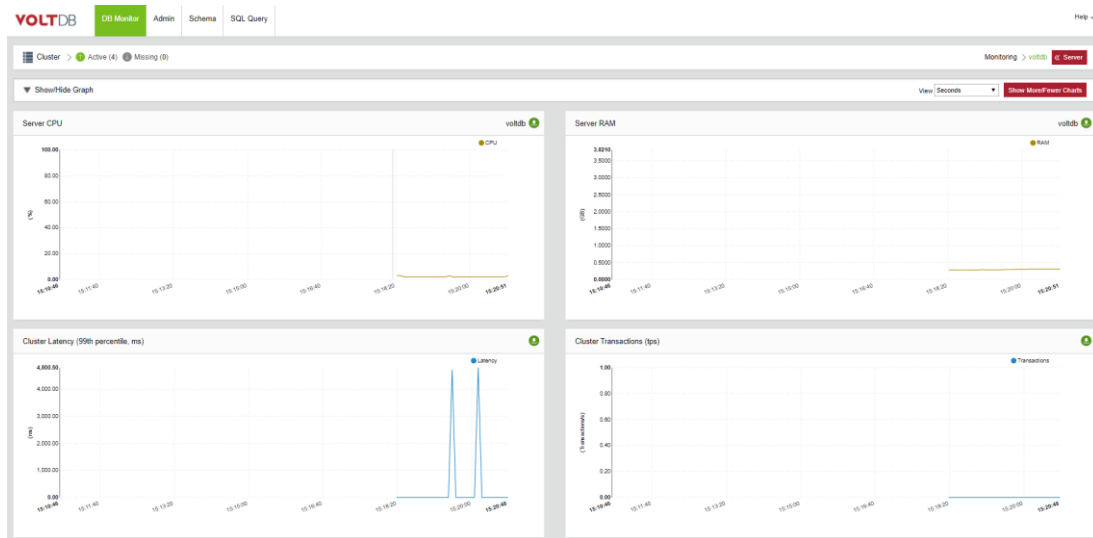 VOLTDB DB Monitor Admin Schema SQL Query Help
Cluster > Active (4) Missing (0) Monitoring > voltdb « Server
Show/Hide Graph View Seconds Show More/Fewer Charts
Server CPU voltdb
CPU
100.00
80.00
60.00
40.00
20.00
0.00
(%)
15:10:46 15:11:40 15:13:20 15:15:00 15:16:40 15:18:20 15:20:00 15:20:51
Server RAM voltdb
RAM
3.8210
3.5000
3.0000
2.5000
2.0000
1.5000
1.0000
0.5000
0.0000
(GB)
15:10:46 15:11:40 15:13:20 15:15:00 15:16:40 15:18:20 15:20:00 15:20:51
Cluster Latency (99th percentile, ms)
Latency
4,000.00
3,000.00
2,000.00
1,000.00
0.00
(ms)
15:10:46 15:11:40 15:13:20 15:15:00 15:16:40 15:18:20 15:20:00 15:20:46
Cluster Transactions (tps)
Transactions
1.00
0.80
0.60
0.40
0.20
0.00
(Transactions/s)
15:10:46 15:11:40 15:13:20 15:15:00 15:16:40 15:18:20 15:20:00 15:20:46